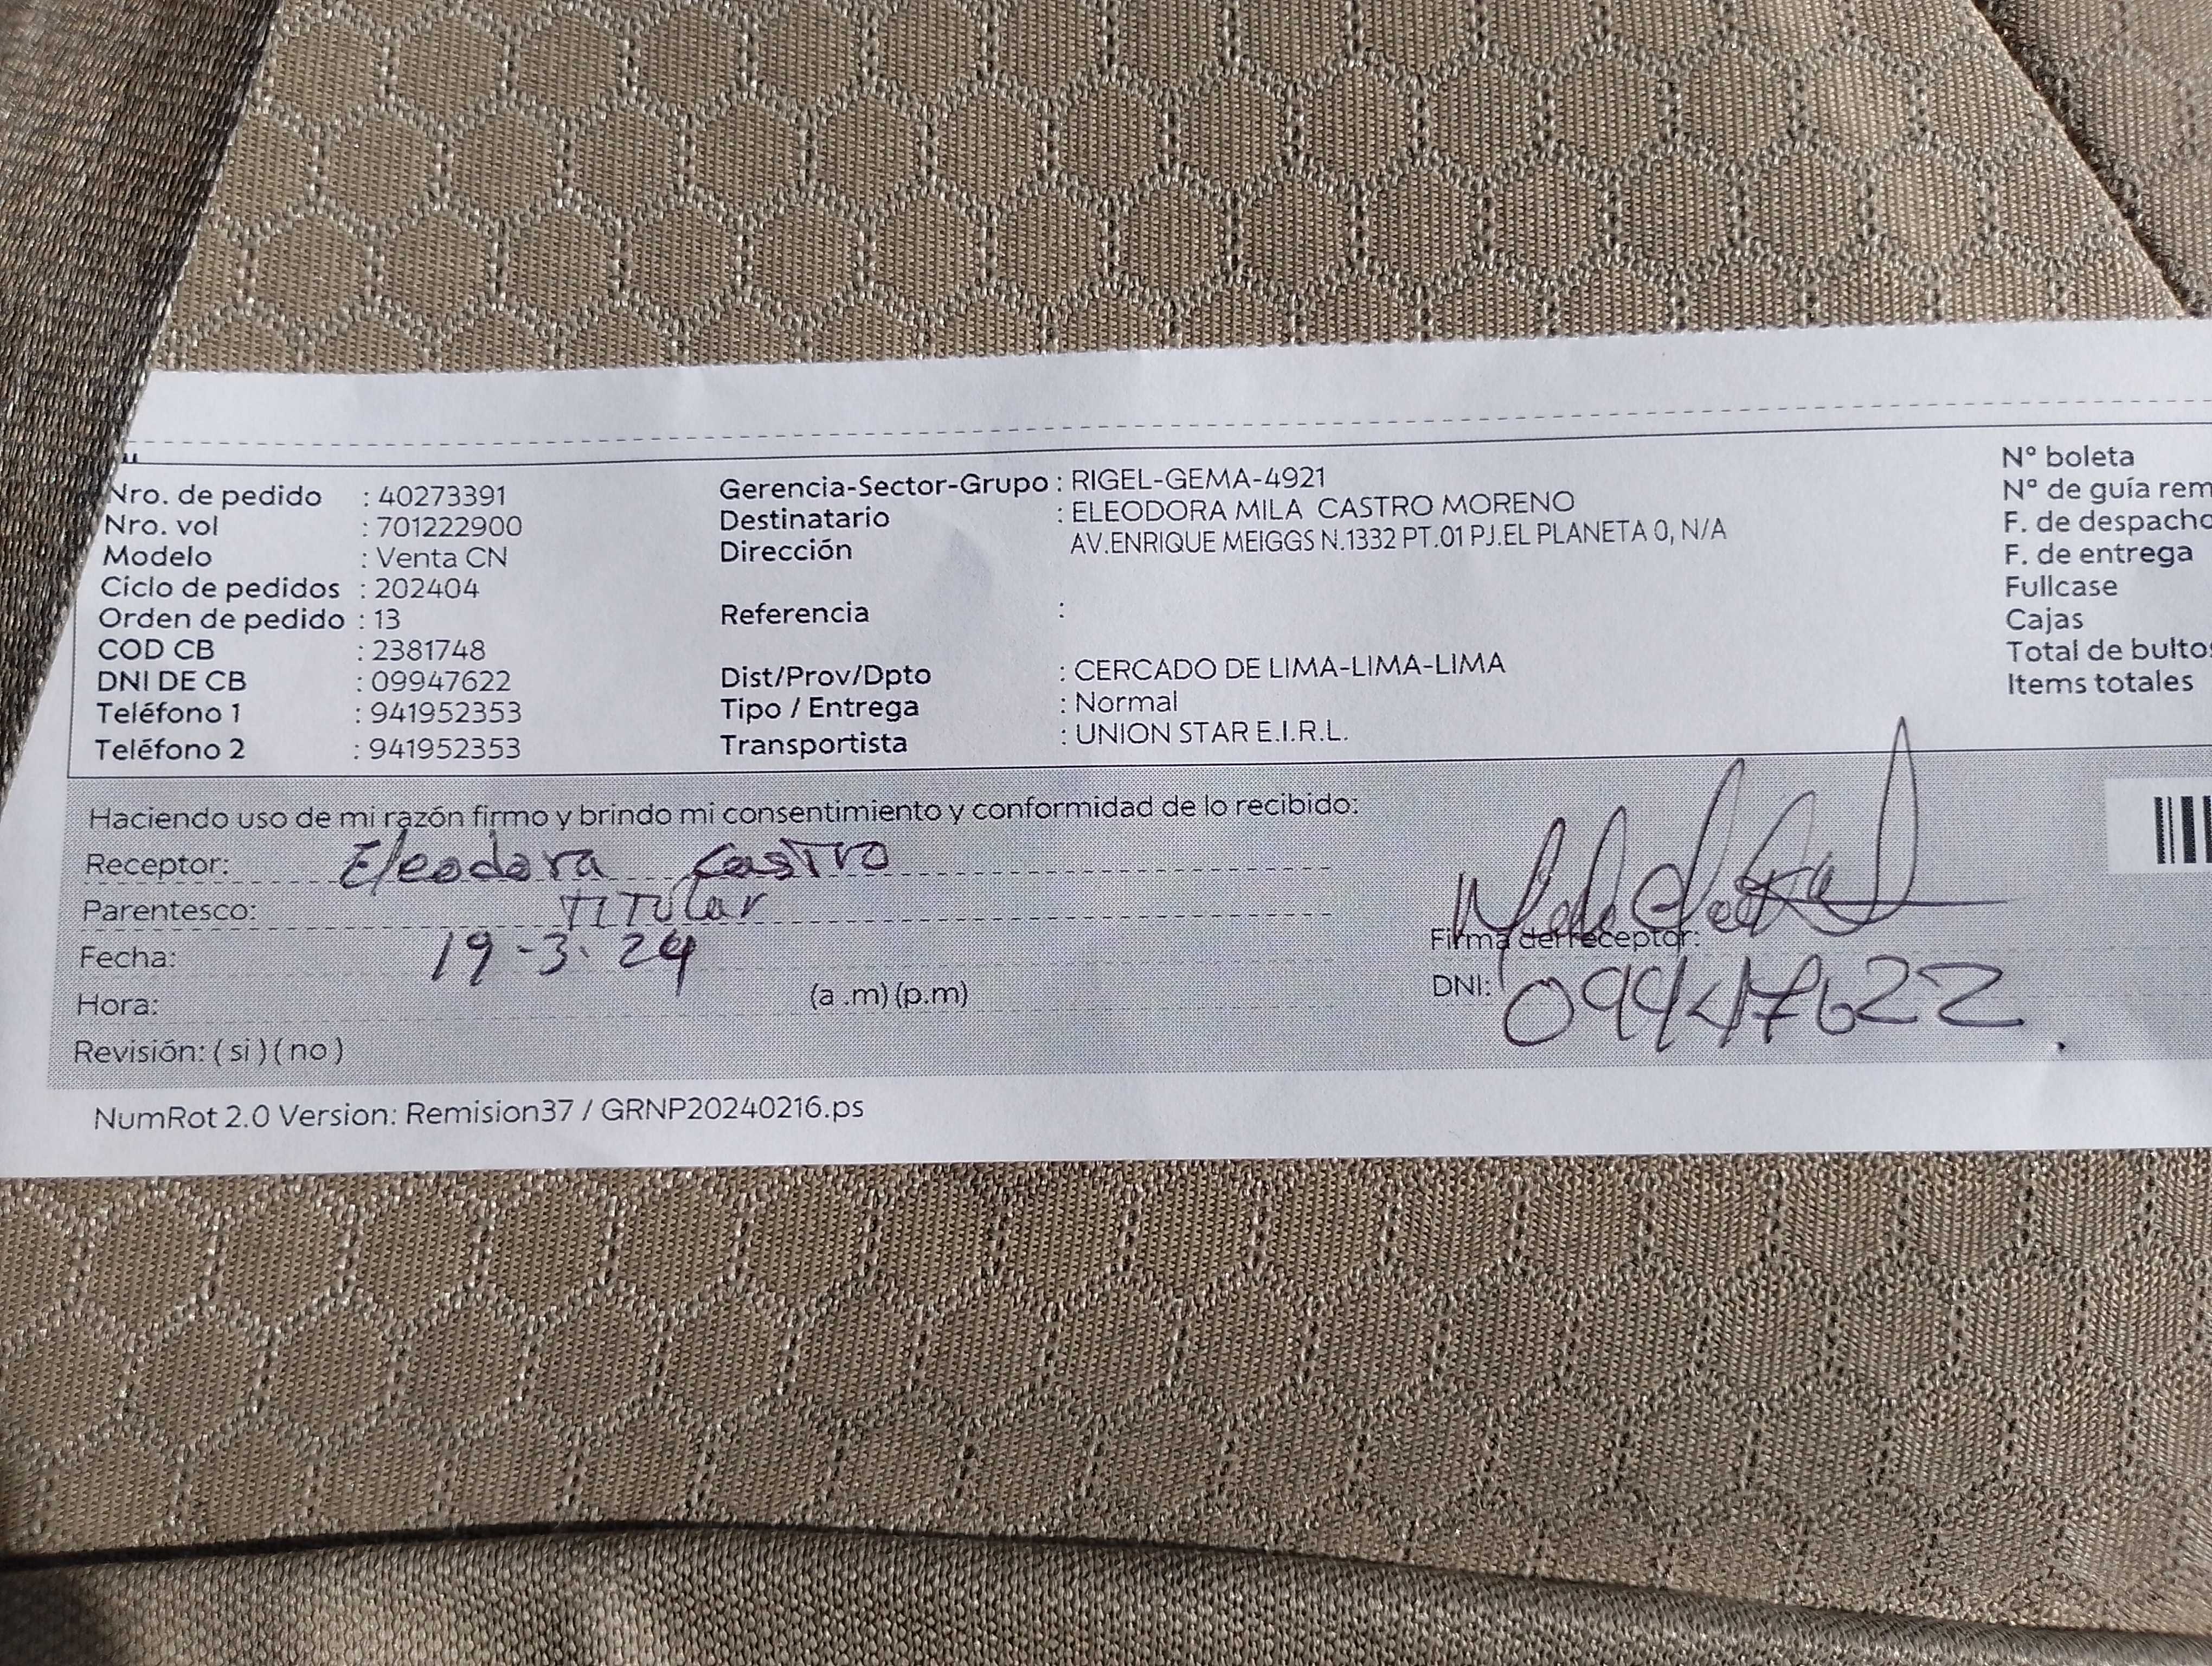 Nro. de pedido : 40273391
Nro. vol : 701222900
Modelo : Venta CN
Ciclo de pedidos : 202404
Orden de pedido : 13
COD CB : 2381748
DNI DE CB : 09947622
Teléfono 1 : 941952353
Teléfono 2 : 941952353
Gerencia-Sector-Grupo : RIGEL-GEMA-4921
Destinatario : ELEODORA MILA CASTRO MORENO
Dirección AV.ENRIQUE MEIGGS N.1332 PT.01 PJ.EL PLANETA 0, N/A
Referencia :
Dist/Prov/Dpto : CERCADO DE LIMA-LIMA-LIMA
Tipo / Entrega : Normal
Transportista : UNION STAR E.I.R.L.
N° boleta
N° de guía rem
F. de despacho
F. de entrega
Fullcase
Cajas
Total de bultos
Items totales
Haciendo uso de mi razón firmo y brindo mi consentimiento y conformidad de lo recibido:
Receptor: Eleodora Castro
Parentesco: TITular
Fecha: 19-3-24
Hora: (a .m) (p.m)
Revisión: ( si ) ( no )
Firma del receptor:
DNI: 09947622
NumRot 2.0 Version: Remision37 / GRNP20240216.ps